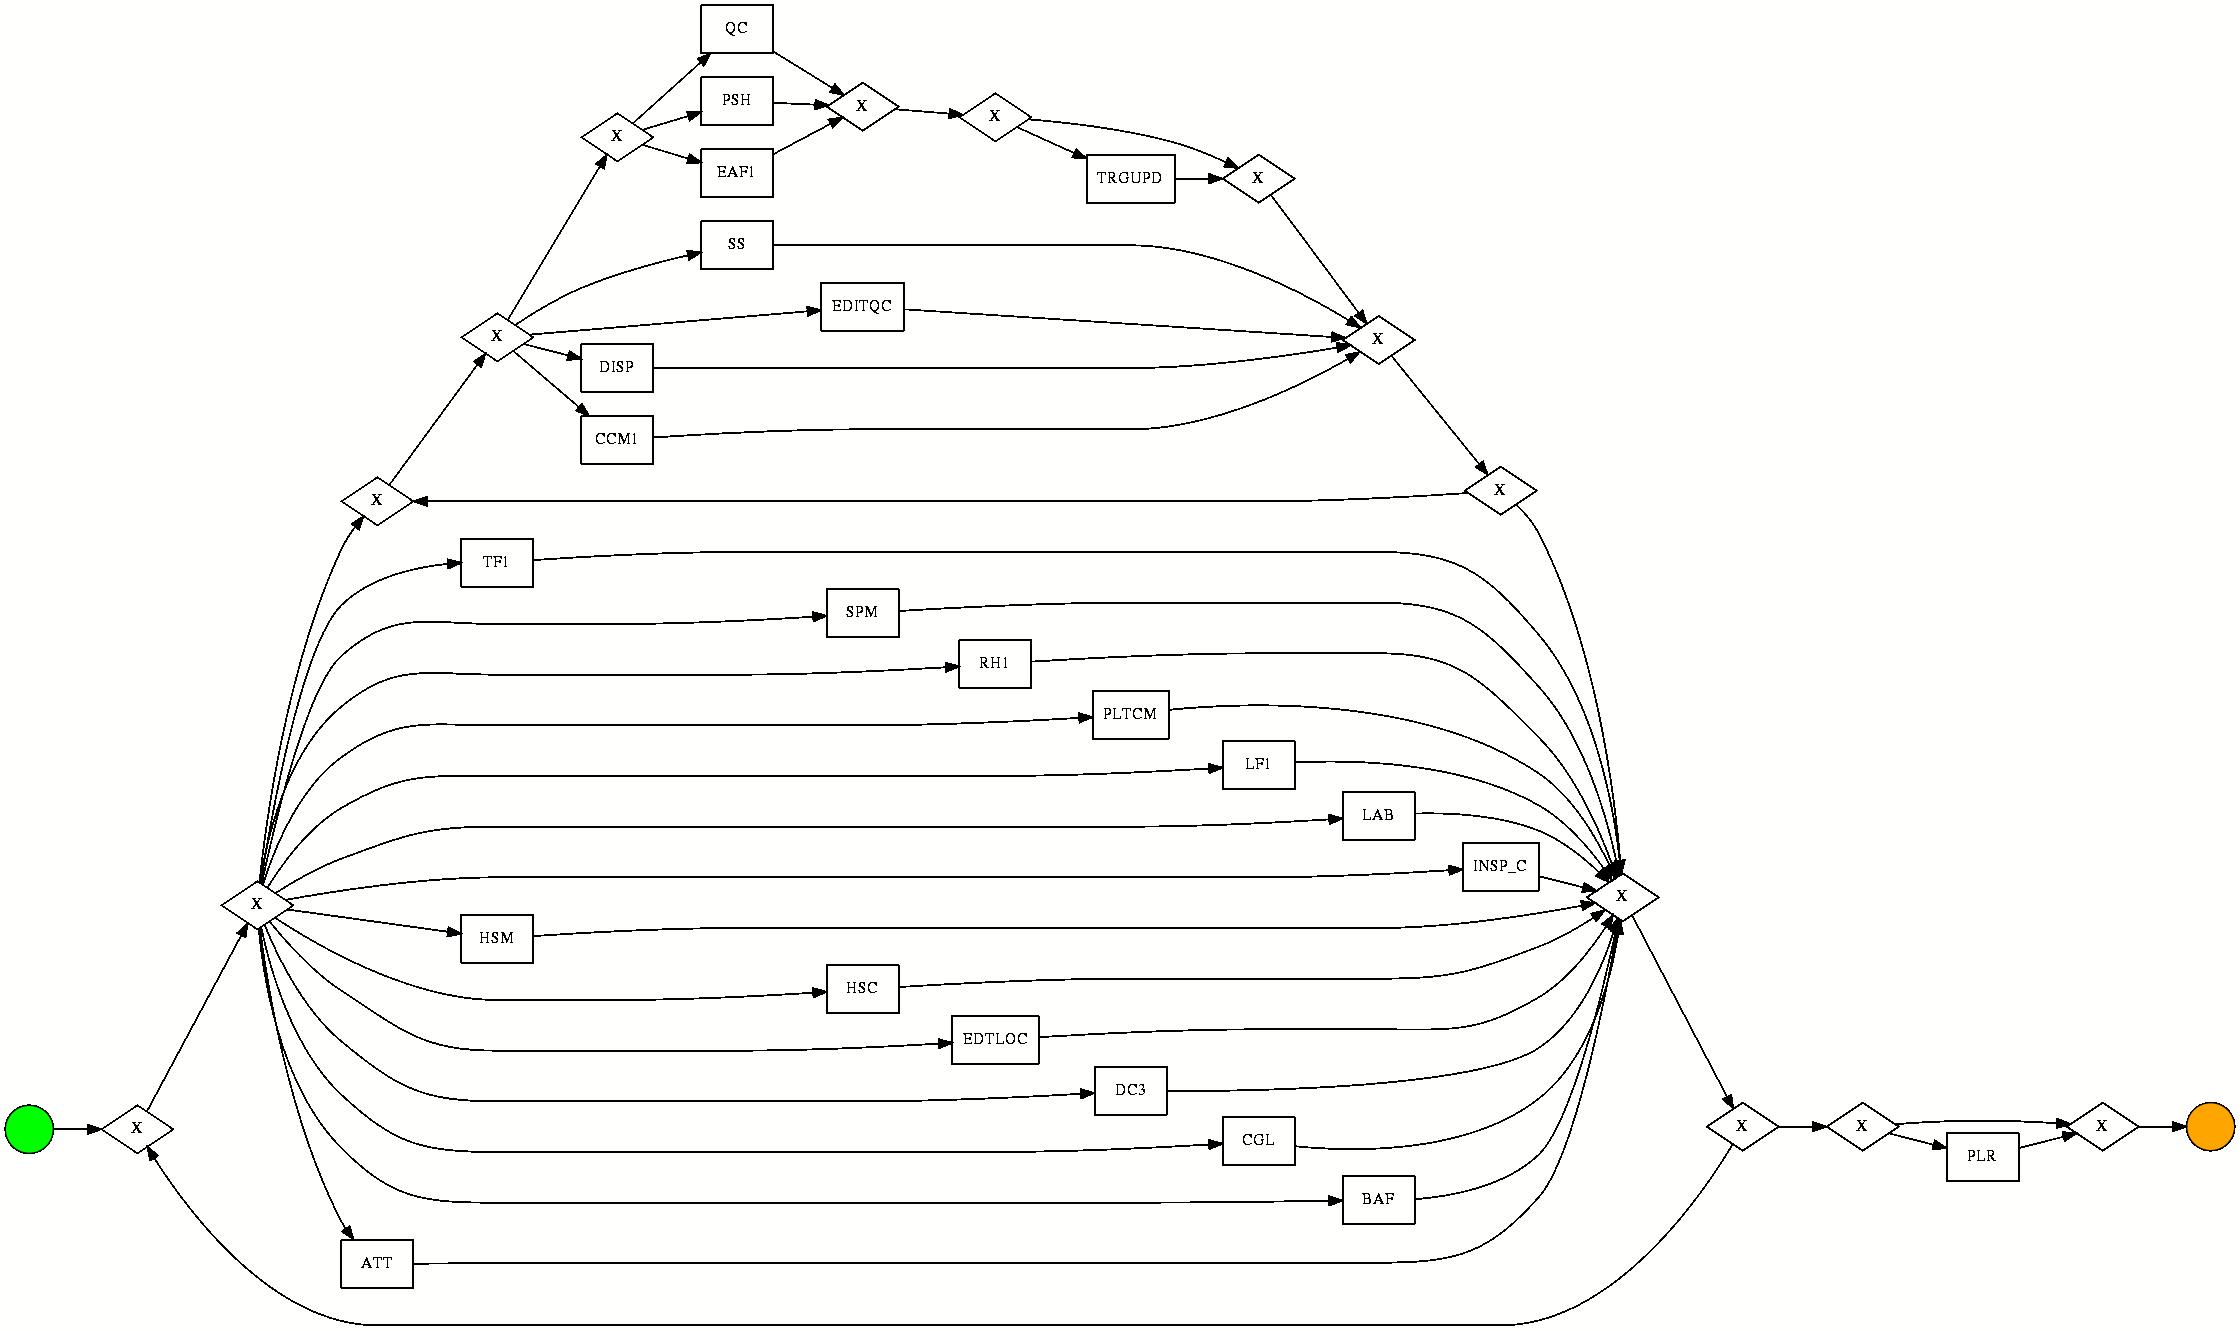 QC
PSH
X
X
X
EAF1
TRGUPD
X
SS
EDITQC
X
X
DISP
CCM1
X
X
TF1
SPM
RH1
PLTCM
LF1
LAB
INSP_C
X
X
HSM
HSC
EDTLOC
DC3
X
X
X
X
CGL
PLR
BAF
ATT